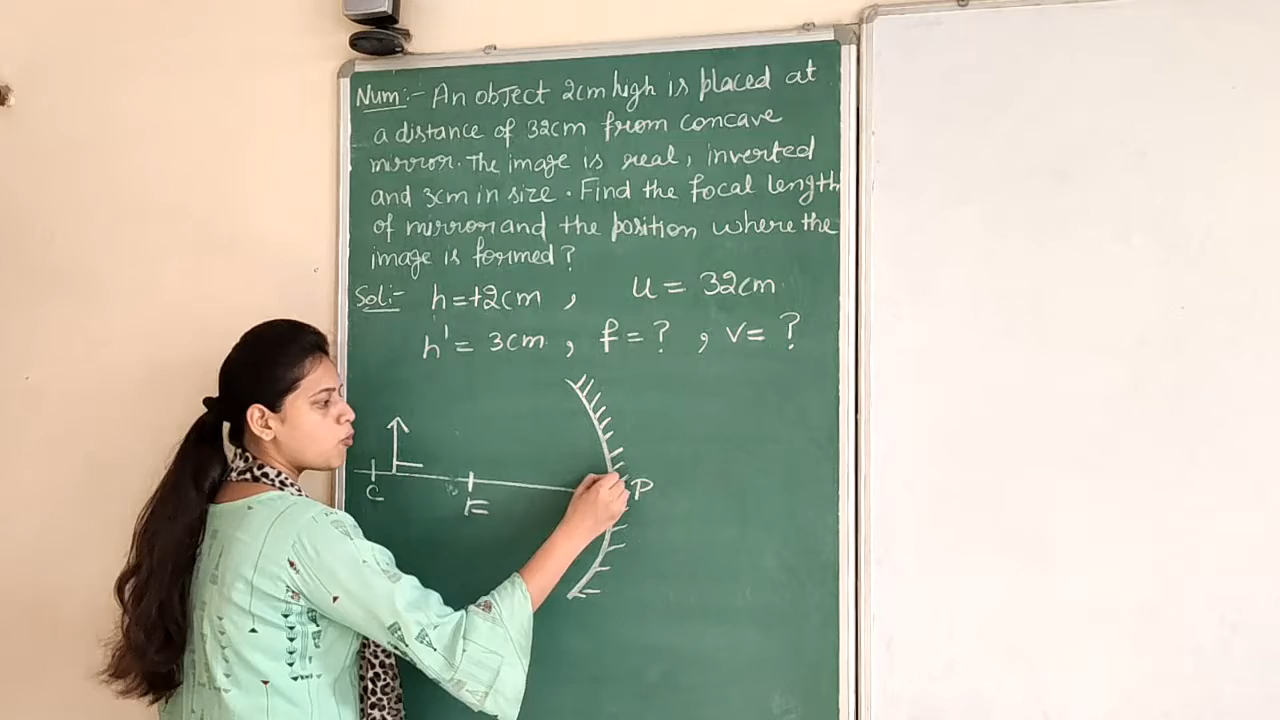 Num:- An object 2cm high is placed at
a distance of 32cm from concave
mirror. The image is real, inverted
and 3cm in size. Find the focal length
of mirror and the position where the
image is formed?
Sol:- h=+2cm, u= 32cm
h'= 3cm, f=?, v=?
C F P